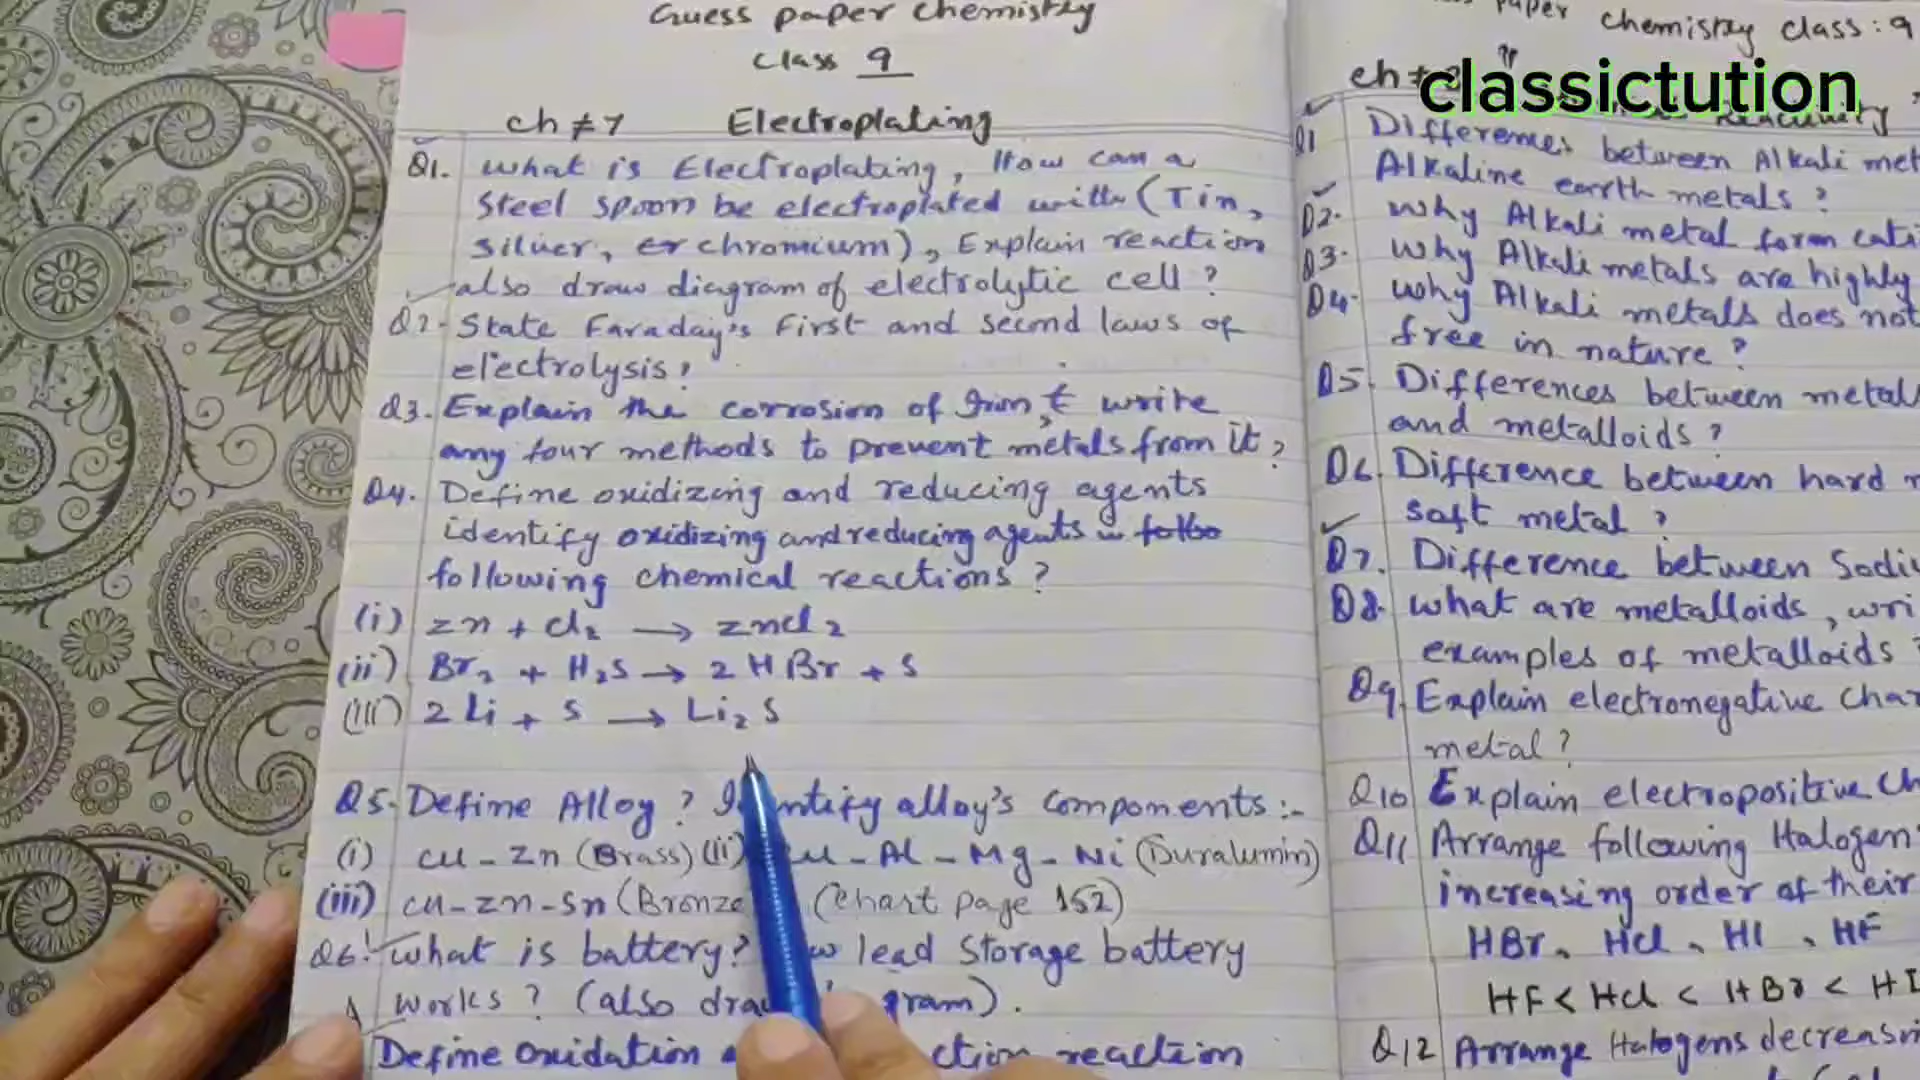 Guess paper chemistry
class 9
ch # 7 Electroplating
Q1. what is Electroplating, How can a
Steel spoon be electroplated with (Tin,
silver, or chromium), Explain reaction
also draw diagram of electrolytic cell?
Q2. State Faraday's First and second laws of
electrolysis?
Q3. Explain the corrosion of Iron, & write
any four methods to prevent metals from it?
Q4. Define oxidizing and reducing agents
identify oxidizing and reducing agents in
following chemical reactions?
(i) zn + cl2 → zncl2
(ii) Br2 + H2S → 2HBr + S
(iii) 2Li + S → Li2S
Q5. Define Alloy? Identify alloy's components:-
(i) cu-Zn (Brass) (ii) -Al-Mg-Ni (Duralumin)
(iii) cu-zn-sn (Bronze (chart page 152)
Q6. what is battery? lead storage battery
works? (also draw).
Define oxidation reaction
paper chemistry class: 9
ch #
classictution
Q1 Differences between Alkali
Alkaline earth metals?
Q2. why Alkali metal form
Q3. why Alkali metals are highly
Q4. why Alkali metals does not
free in nature?
Q5. Differences between
and metalloids?
Q6. Difference between hard
soft metal?
Q7. Difference between
Q8. what are metalloids,
examples of metalloids?
Q9. Explain electronegative
metal?
Q10 Explain electropositive
Q11 Arrange following Halogen
increasing order of their
HBr, Hcl, HI, HF
HF < Hcl < HBr < HI
Q12 Arrange Halogens